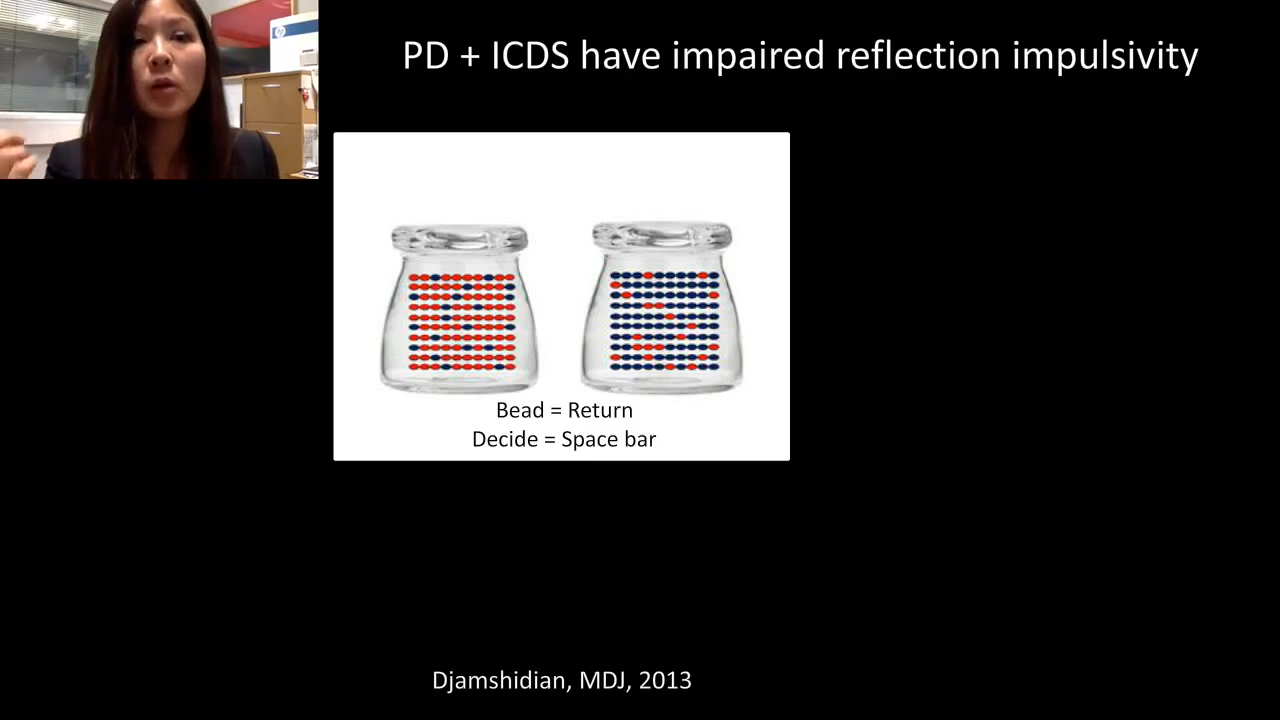 PD + ICDS have impaired reflection impulsivity
Bead = Return
Decide = Space bar
Djamshidian, MDJ, 2013